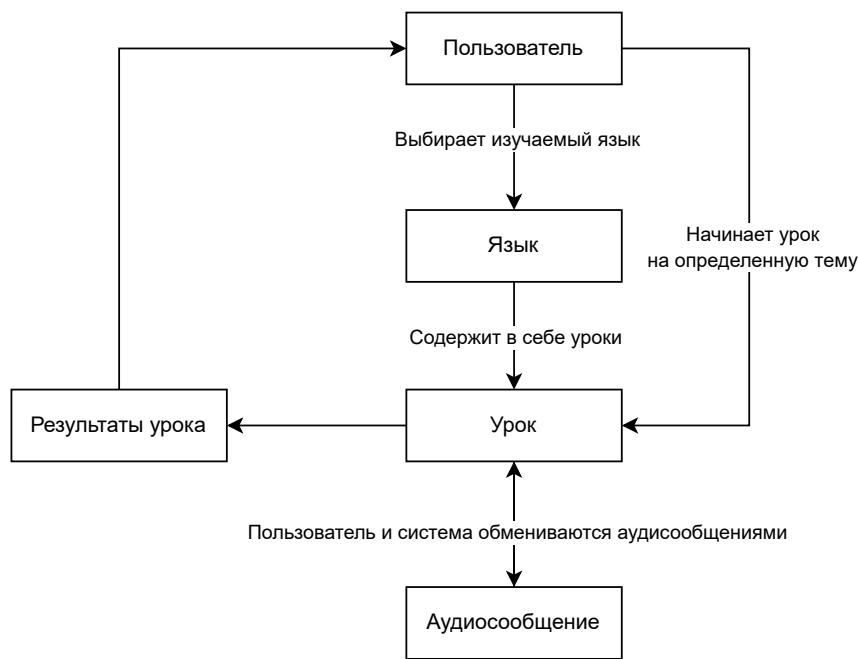 Пользователь
Выбирает изучаемый язык
Язык
Начинает урок
на определенную тему
Содержит в себе уроки
Результаты урока
Урок
Пользователь и система обмениваются аудисообщениями
Аудиосообщение